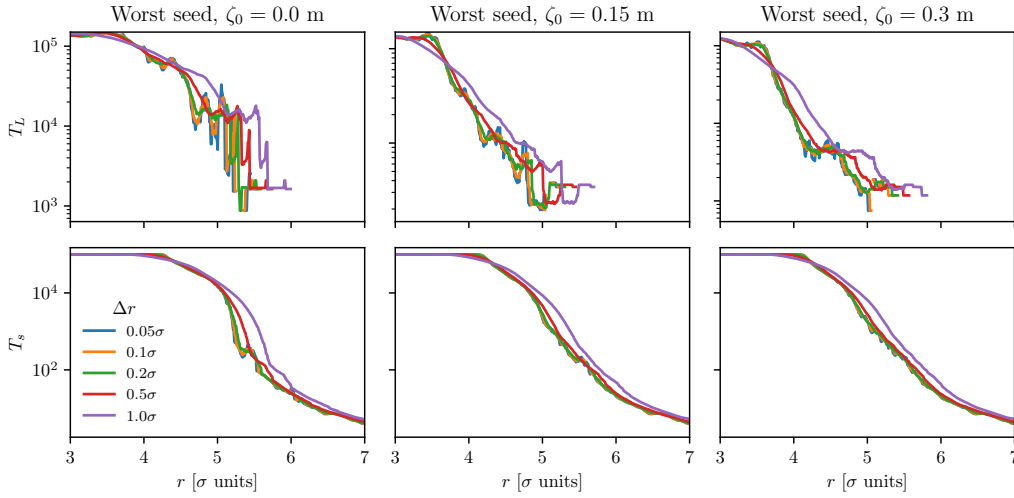 Worst seed, ζ₀ = 0.0 m
Worst seed, ζ₀ = 0.15 m
Worst seed, ζ₀ = 0.3 m
T_L
10⁵
10⁴
10³
T_s
10⁴
10²
Δr
0.05σ
0.1σ
0.2σ
0.5σ
1.0σ
3 4 5 6 7
3 4 5 6 7
3 4 5 6 7
r [σ units]
r [σ units]
r [σ units]